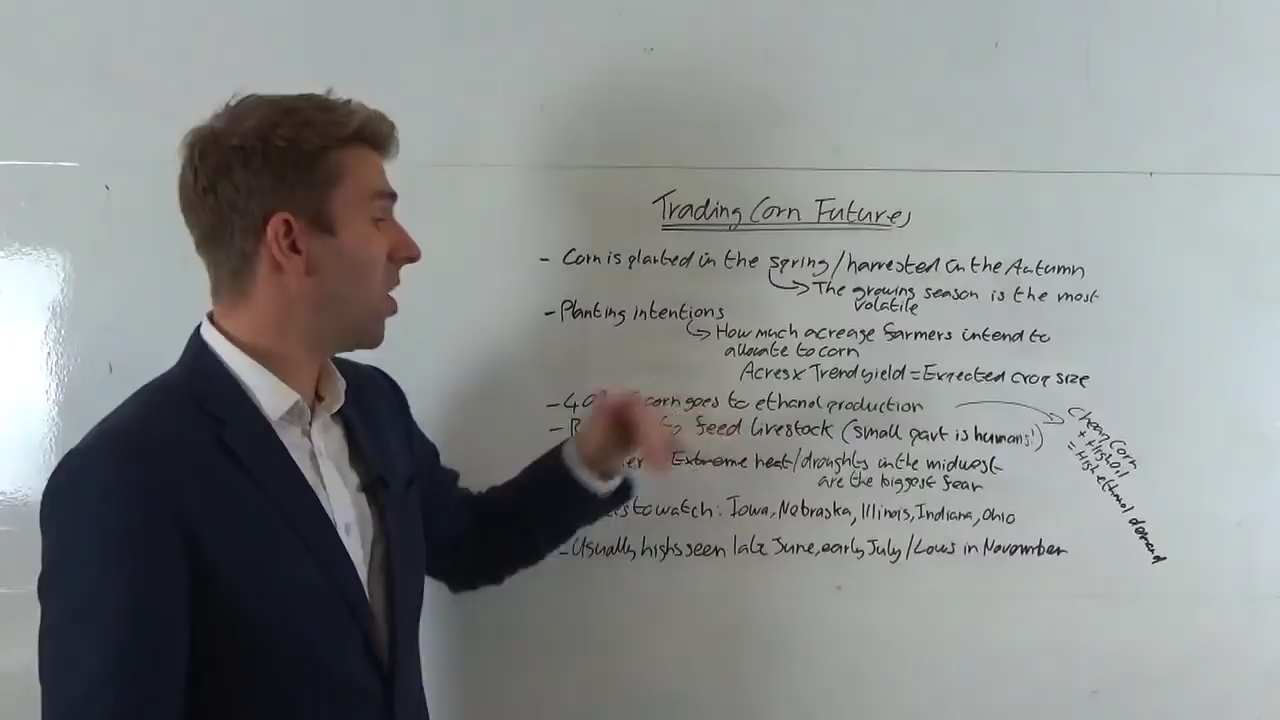 Trading Corn Futures
- Corn is planted in the spring/harvested in the Autumn
The growing season is the most
volatile
- Planting intentions
How much acreage farmers intend to
allocate to corn
Acres x Trend yield = Expected crop size
- 40 corn goes to ethanol production
- feed livestock (small part is humans!)
Extreme heat/droughts in the midwest
are the biggest fear
to watch: Iowa, Nebraska, Illinois, Indiana, Ohio
- Usually highs seen late June, early July/Lows in November
Cheap Corn
+ High oil
= High ethanol demand